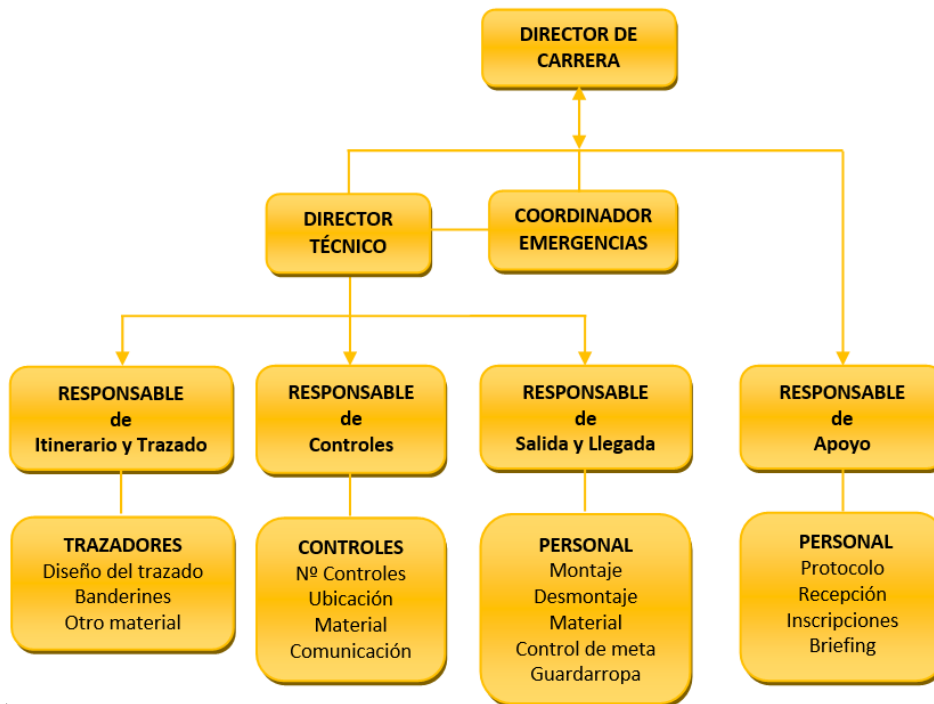 DIRECTOR DE
CARRERA
DIRECTOR
TÉCNICO
COORDINADOR
EMERGENCIAS
RESPONSABLE
de
Itinerario y Trazado
RESPONSABLE
de
Controles
RESPONSABLE
de
Salida y Llegada
RESPONSABLE
de
Apoyo
TRAZADORES
Diseño del trazado
Banderines
Otro material
CONTROLES
Nº Controles
Ubicación
Material
Comunicación
PERSONAL
Montaje
Desmontaje
Material
Control de meta
Guardarropa
PERSONAL
Protocolo
Recepción
Inscripciones
Briefing